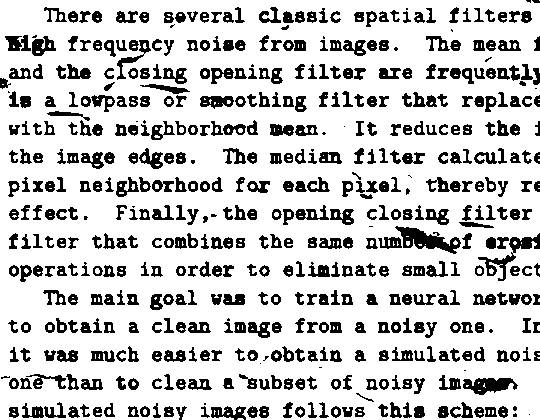 There are several classic spatial filters
high frequency noise from images. The mean f
and the closing opening filter are frequently
is a lowpass or smoothing filter that replace
with the neighborhood mean. It reduces the i
the image edges. The median filter calculate
pixel neighborhood for each pixel, thereby re
effect. Finally, the opening closing filter
filter that combines the same number of erosi
operations in order to eliminate small object
The main goal was to train a neural networ
to obtain a clean image from a noisy one. In
it was much easier to obtain a simulated nois
one than to clean a subset of noisy images.
simulated noisy images follows this scheme: